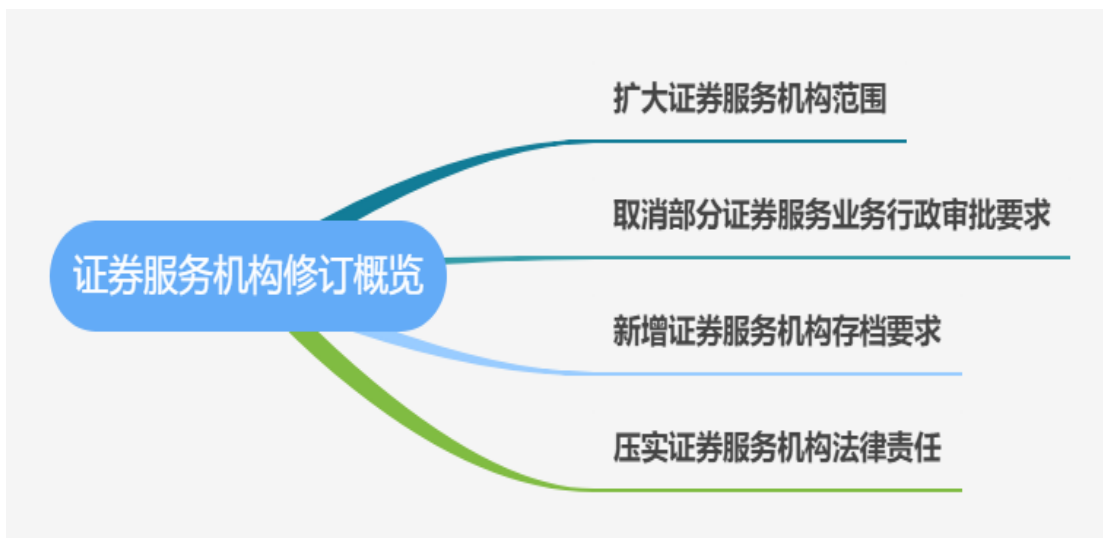 扩大证券服务机构范围
取消部分证券服务业务行政审批要求
证券服务机构修订概览
新增证券服务机构存档要求
压实证券服务机构法律责任